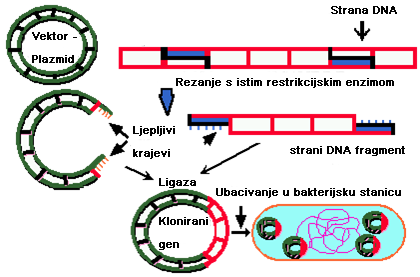 Strana DNA
Vektor -
Plazmid
Rezanje s istim restrikcijskim enzimom
Ljepljivi
krajevi
strani DNA fragment
Ligaza
Ubacivanje u bakterijsku stanicu
Klonirani
gen